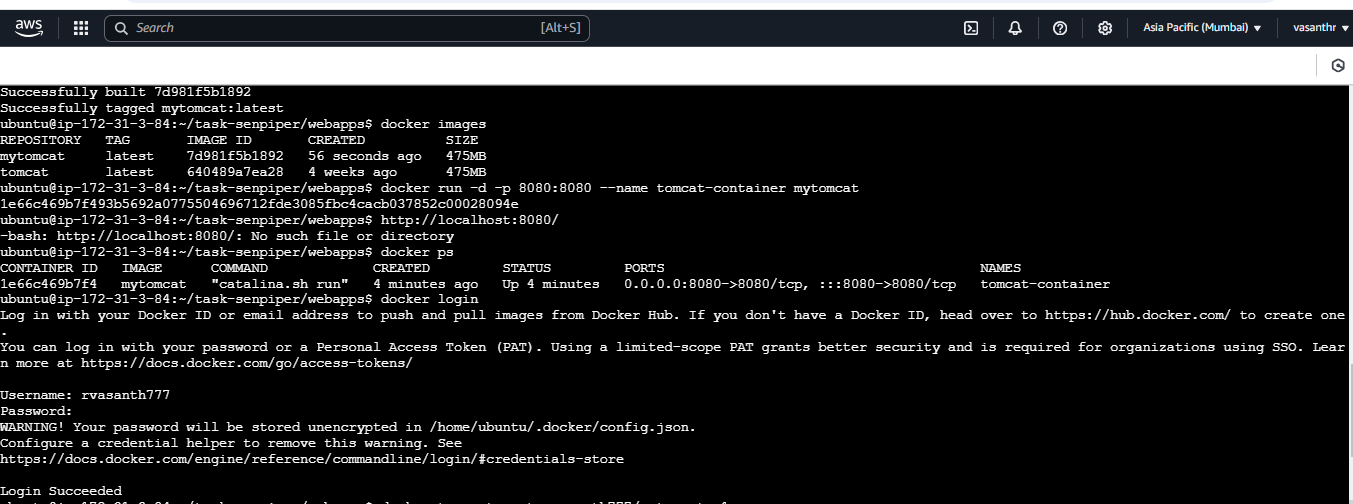 aws
Search [Alt+S] Asia Pacific (Mumbai) vasanthr
Successfully built 7d981f5b1892
Successfully tagged mytomcat:latest
ubuntu@ip-172-31-3-84:~/task-senpiper/webapps$ docker images
REPOSITORY TAG IMAGE ID CREATED SIZE
mytomcat latest 7d981f5b1892 56 seconds ago 475MB
tomcat latest 640489a7ea28 4 weeks ago 475MB
ubuntu@ip-172-31-3-84:~/task-senpiper/webapps$ docker run -d -p 8080:8080 --name tomcat-container mytomcat
1e66c469b7f493b5692a0775504696712fde3085fbc4cacb037852c00028094e
ubuntu@ip-172-31-3-84:~/task-senpiper/webapps$ http://localhost:8080/
-bash: http://localhost:8080/: No such file or directory
ubuntu@ip-172-31-3-84:~/task-senpiper/webapps$ docker ps
CONTAINER ID IMAGE COMMAND CREATED STATUS PORTS NAMES
1e66c469b7f4 mytomcat "catalina.sh run" 4 minutes ago Up 4 minutes 0.0.0.0:8080->8080/tcp, :::8080->8080/tcp tomcat-container
ubuntu@ip-172-31-3-84:~/task-senpiper/webapps$ docker login
Log in with your Docker ID or email address to push and pull images from Docker Hub. If you don't have a Docker ID, head over to https://hub.docker.com/ to create one
.
You can log in with your password or a Personal Access Token (PAT). Using a limited-scope PAT grants better security and is required for organizations using SSO. Lear
n more at https://docs.docker.com/go/access-tokens/
Username: rvasanth777
Password:
WARNING! Your password will be stored unencrypted in /home/ubuntu/.docker/config.json.
Configure a credential helper to remove this warning. See
https://docs.docker.com/engine/reference/commandline/login/#credentials-store
Login Succeeded